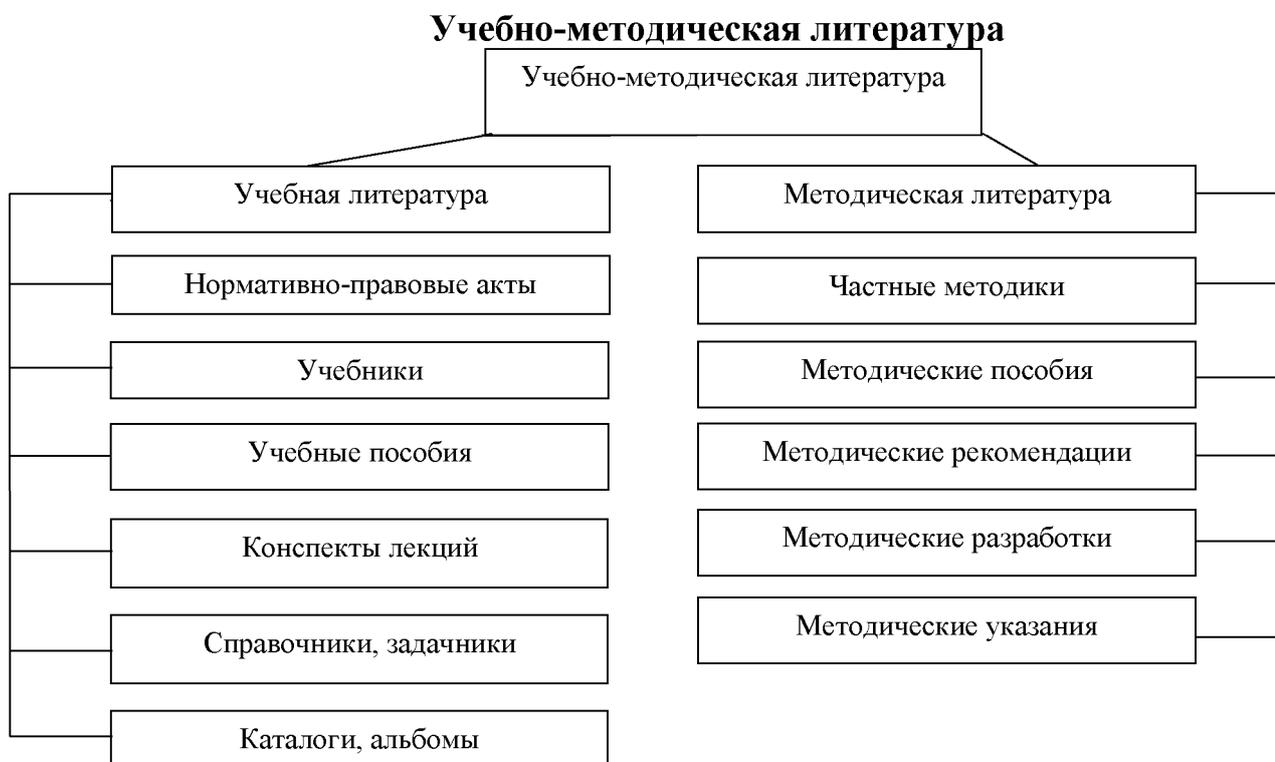 Учебно-методическая литература
Учебно-методическая литература
Учебная литература
Нормативно-правовые акты
Учебники
Учебные пособия
Конспекты лекций
Справочники, задачники
Каталоги, альбомы
Методическая литература
Частные методики
Методические пособия
Методические рекомендации
Методические разработки
Методические указания